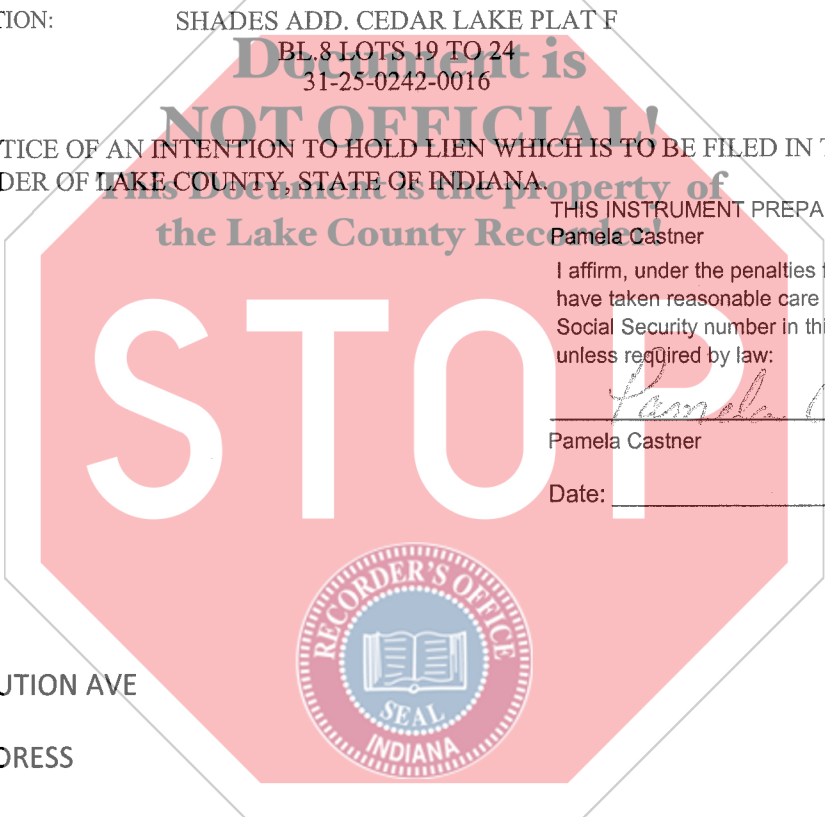 TION: SHADES ADD. CEDAR LAKE PLAT F
BL.8 LOTS 19 TO 24
31-25-0242-0016
Document is
NOT OFFICIAL!
TICE OF AN INTENTION TO HOLD LIEN WHICH IS TO BE FILED IN T
DER OF LAKE COUNTY, STATE OF INDIANA.
This Document is the property of
the Lake County Recorder!
THIS INSTRUMENT PREPA
Pamela Castner
I affirm, under the penalties f
have taken reasonable care
Social Security number in thi
unless required by law:
Pamela C
Pamela Castner
Date:
STOP
RECORDER'S OFFICE
SEAL
INDIANA
UTION AVE
DRESS